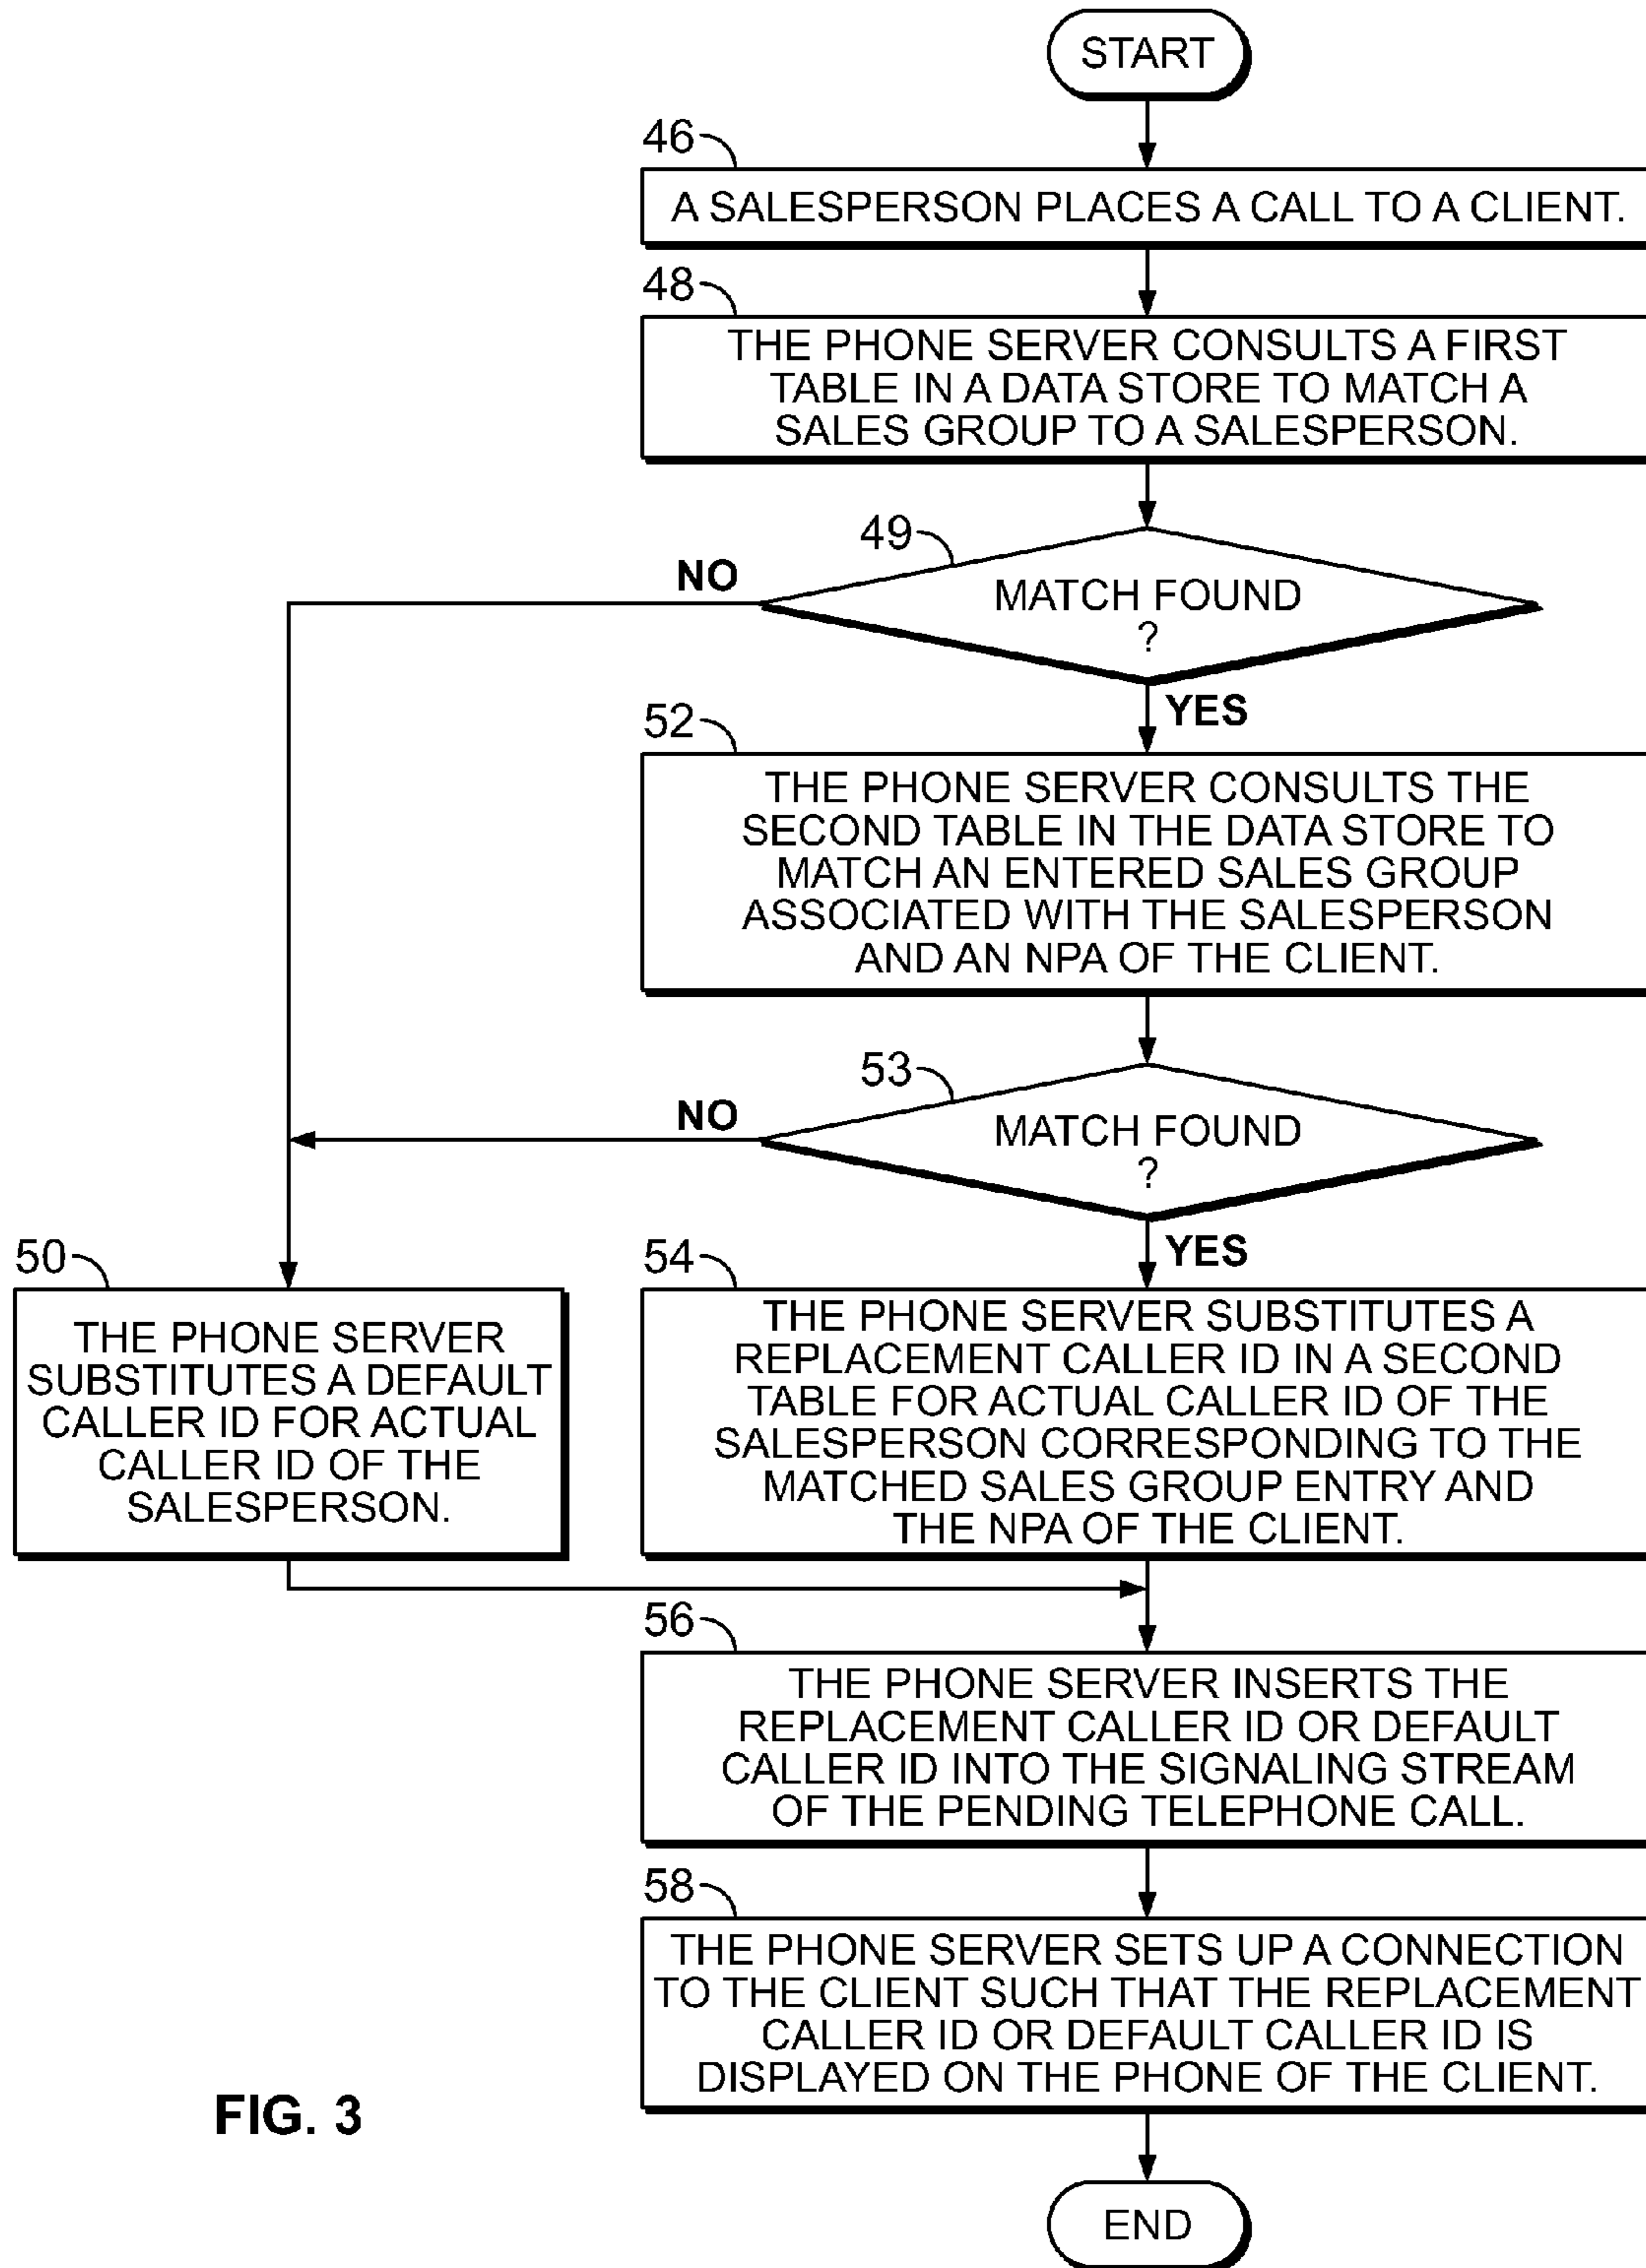 START
46
A SALESPERSON PLACES A CALL TO A CLIENT.
48
THE PHONE SERVER CONSULTS A FIRST
TABLE IN A DATA STORE TO MATCH A
SALES GROUP TO A SALESPERSON.
49
NO
MATCH FOUND
?
YES
52
THE PHONE SERVER CONSULTS THE
SECOND TABLE IN THE DATA STORE TO
MATCH AN ENTERED SALES GROUP
ASSOCIATED WITH THE SALESPERSON
AND AN NPA OF THE CLIENT.
53
NO
MATCH FOUND
?
YES
50
THE PHONE SERVER
SUBSTITUTES A DEFAULT
CALLER ID FOR ACTUAL
CALLER ID OF THE
SALESPERSON.
54
THE PHONE SERVER SUBSTITUTES A
REPLACEMENT CALLER ID IN A SECOND
TABLE FOR ACTUAL CALLER ID OF THE
SALESPERSON CORRESPONDING TO THE
MATCHED SALES GROUP ENTRY AND
THE NPA OF THE CLIENT.
56
THE PHONE SERVER INSERTS THE
REPLACEMENT CALLER ID OR DEFAULT
CALLER ID INTO THE SIGNALING STREAM
OF THE PENDING TELEPHONE CALL.
58
THE PHONE SERVER SETS UP A CONNECTION
TO THE CLIENT SUCH THAT THE REPLACEMENT
CALLER ID OR DEFAULT CALLER ID IS
DISPLAYED ON THE PHONE OF THE CLIENT.
FIG. 3
END